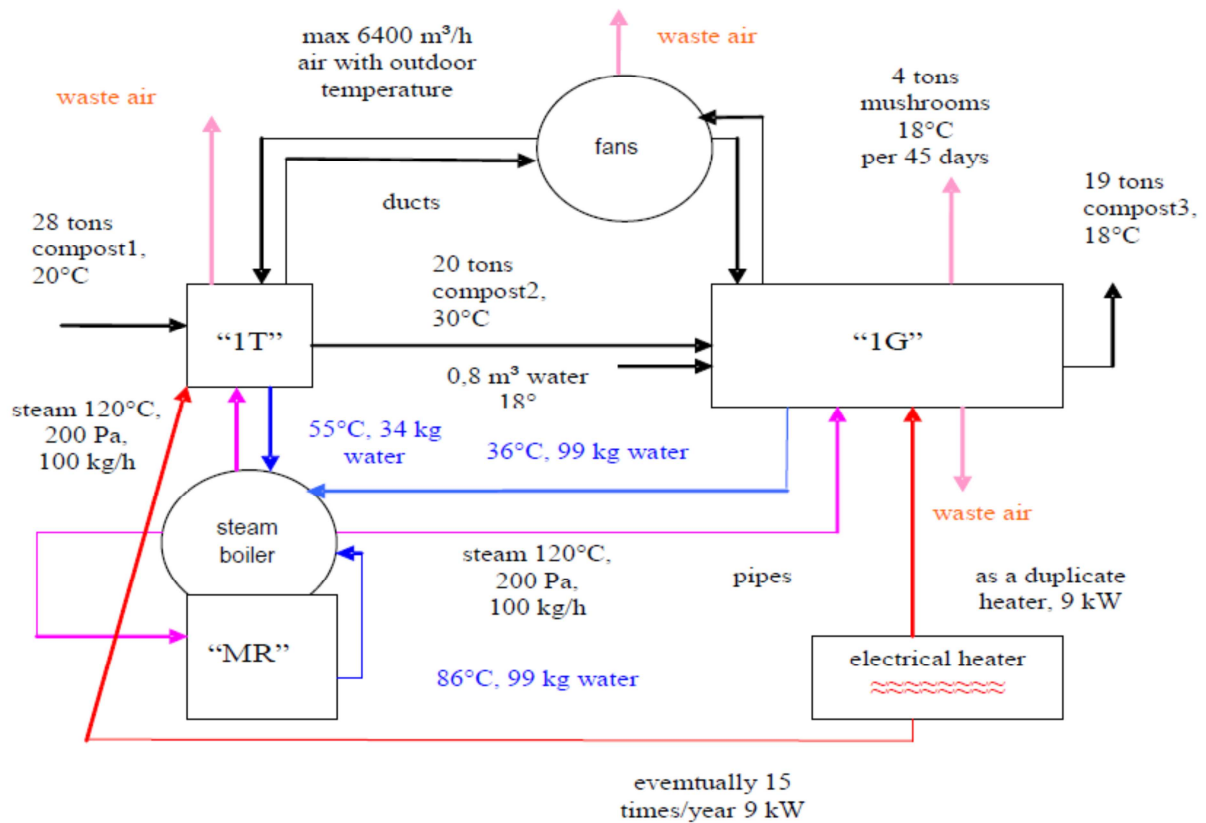 max 6400 m³/h
air with outdoor
temperature
waste air
waste air
fans
4 tons
mushrooms
18°C
per 45 days
19 tons
compost3,
18°C
28 tons
compost1,
20°C
ducts
20 tons
compost2,
30°C
“1T”
“1G”
0,8 m³ water
18°
steam 120°C,
200 Pa,
100 kg/h
55°C, 34 kg
water
36°C, 99 kg water
waste air
steam
boiler
steam 120°C,
200 Pa,
100 kg/h
pipes
as a duplicate
heater, 9 kW
“MR”
86°C, 99 kg water
electrical heater
≈≈≈≈≈≈≈≈
evemtually 15
times/year 9 kW